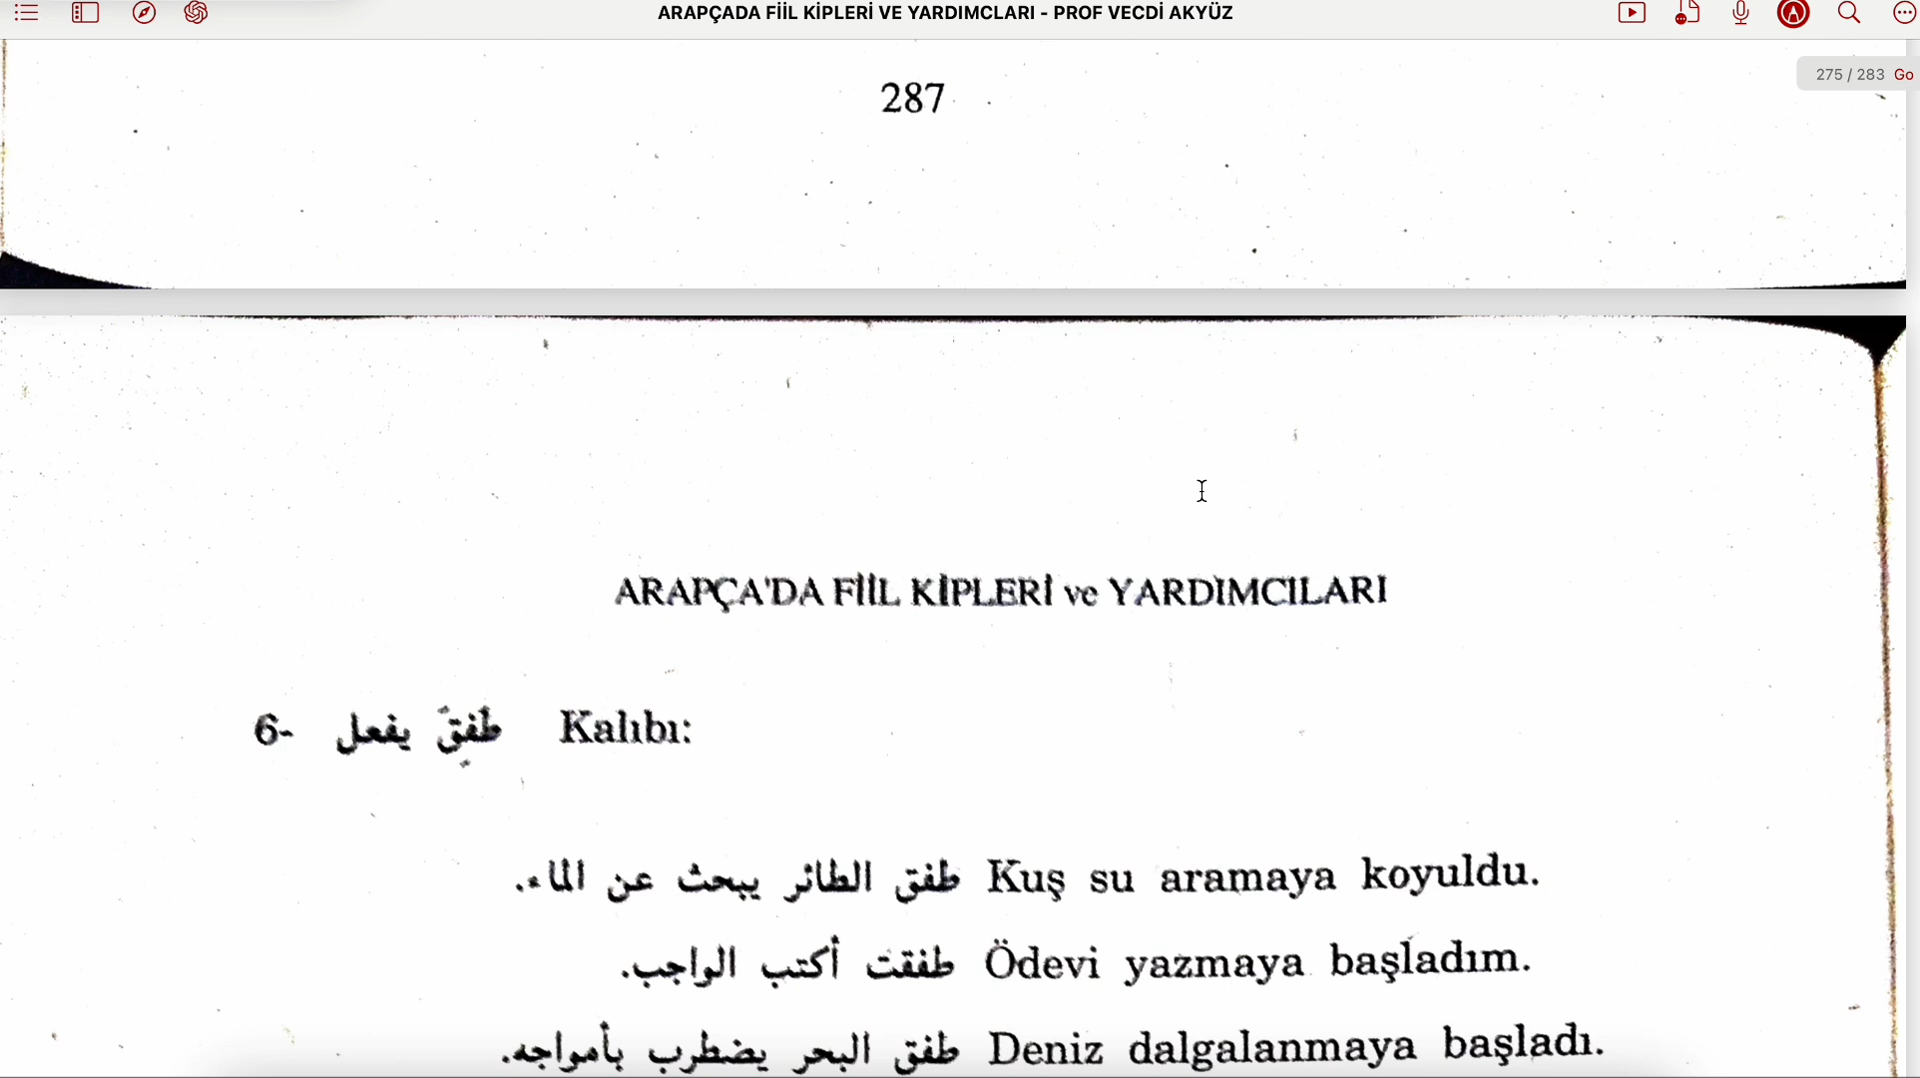 ARAPÇADA FİİL KİPLERİ VE YARDIMCLARI - PROF VECDİ AKYÜZ
275 / 283 Go
287
ARAPÇA'DA FİİL KİPLERİ ve YARDIMCILARI
6- طَفِقَ يفعل Kalıbı:
طفق الطائر يبحث عن الماء. Kuş su aramaya koyuldu.
طفقت أكتب الواجب. Ödevi yazmaya başladım.
طفق البحر يضطرب بأمواجه. Deniz dalgalanmaya başladı.